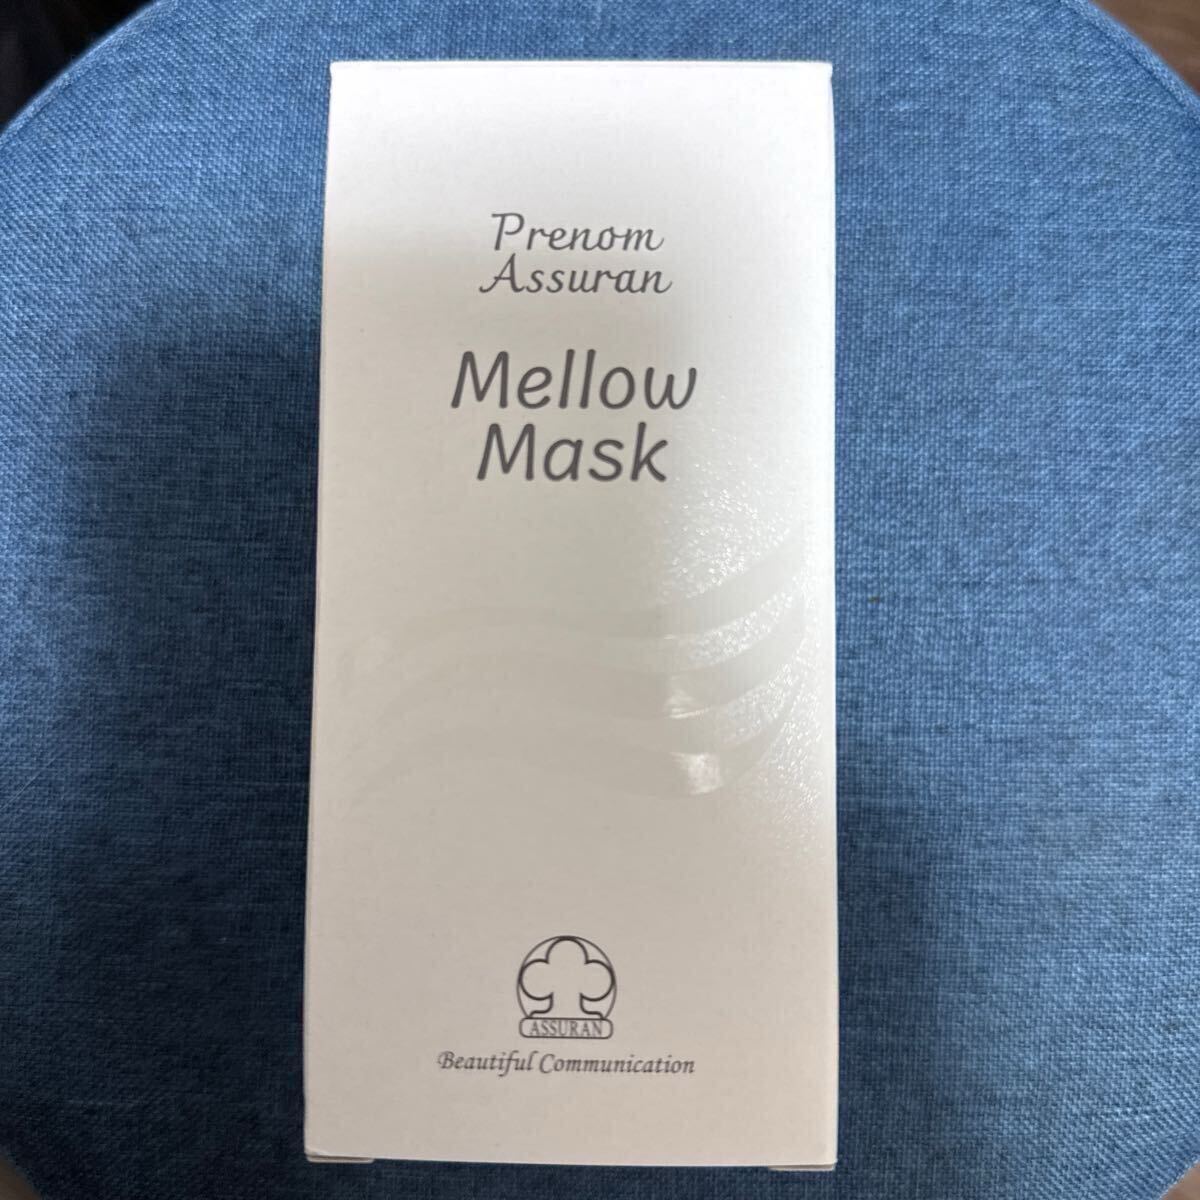 Prenom
Assuran
Mellow
Mask
ASSURAN
Beautiful Communication